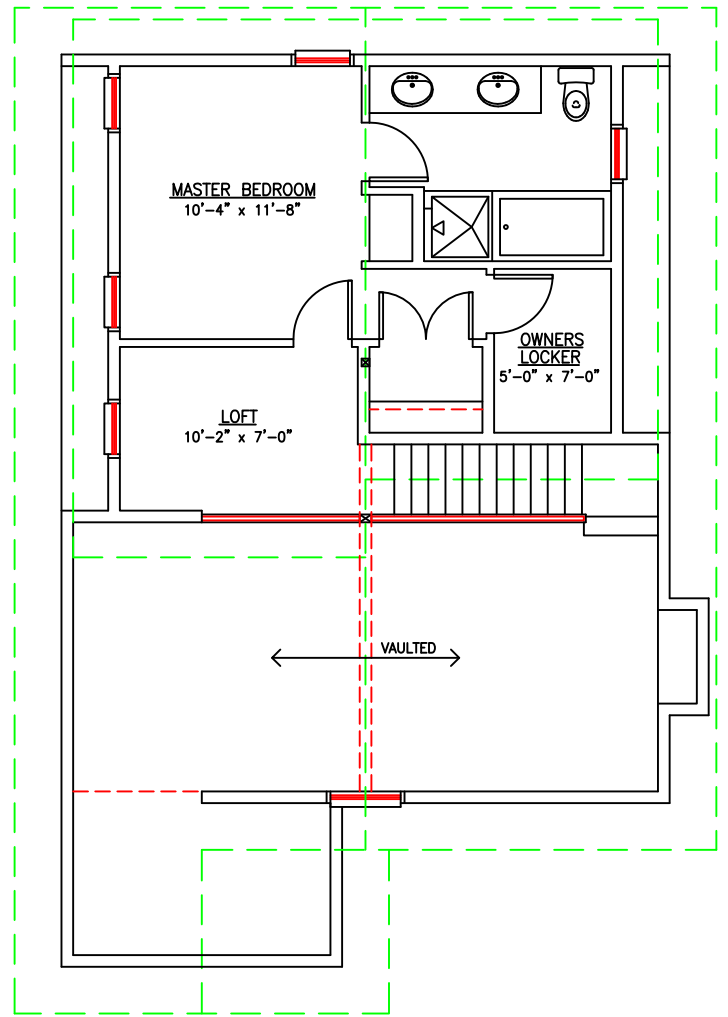 MASTER BEDROOM
10'-4" x 11'-8"
OWNERS
LOCKER
5'-0" x 7'-0"
LOFT
10'-2" x 7'-0"
VAULTED